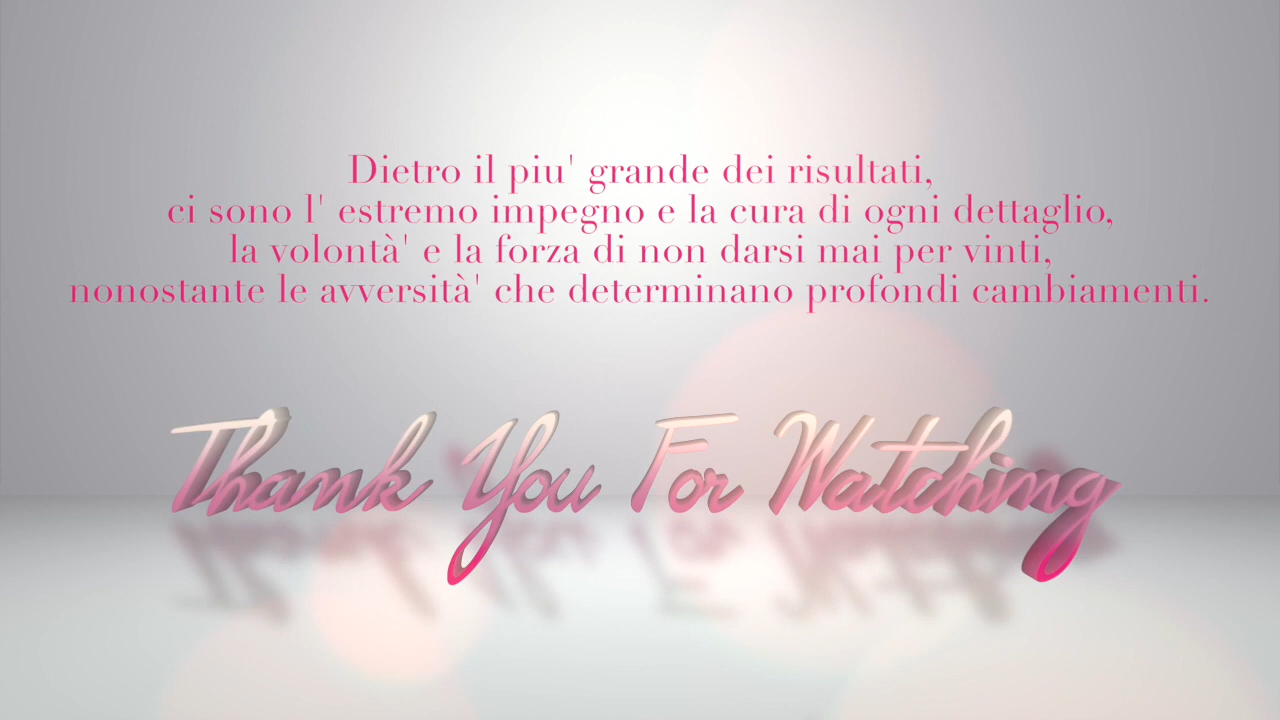 Dietro il piu' grande dei risultati,
ci sono l' estremo impegno e la cura di ogni dettaglio,
la volontà' e la forza di non darsi mai per vinti,
nonostante le avversità' che determinano profondi cambiamenti.
Thank You For Watching